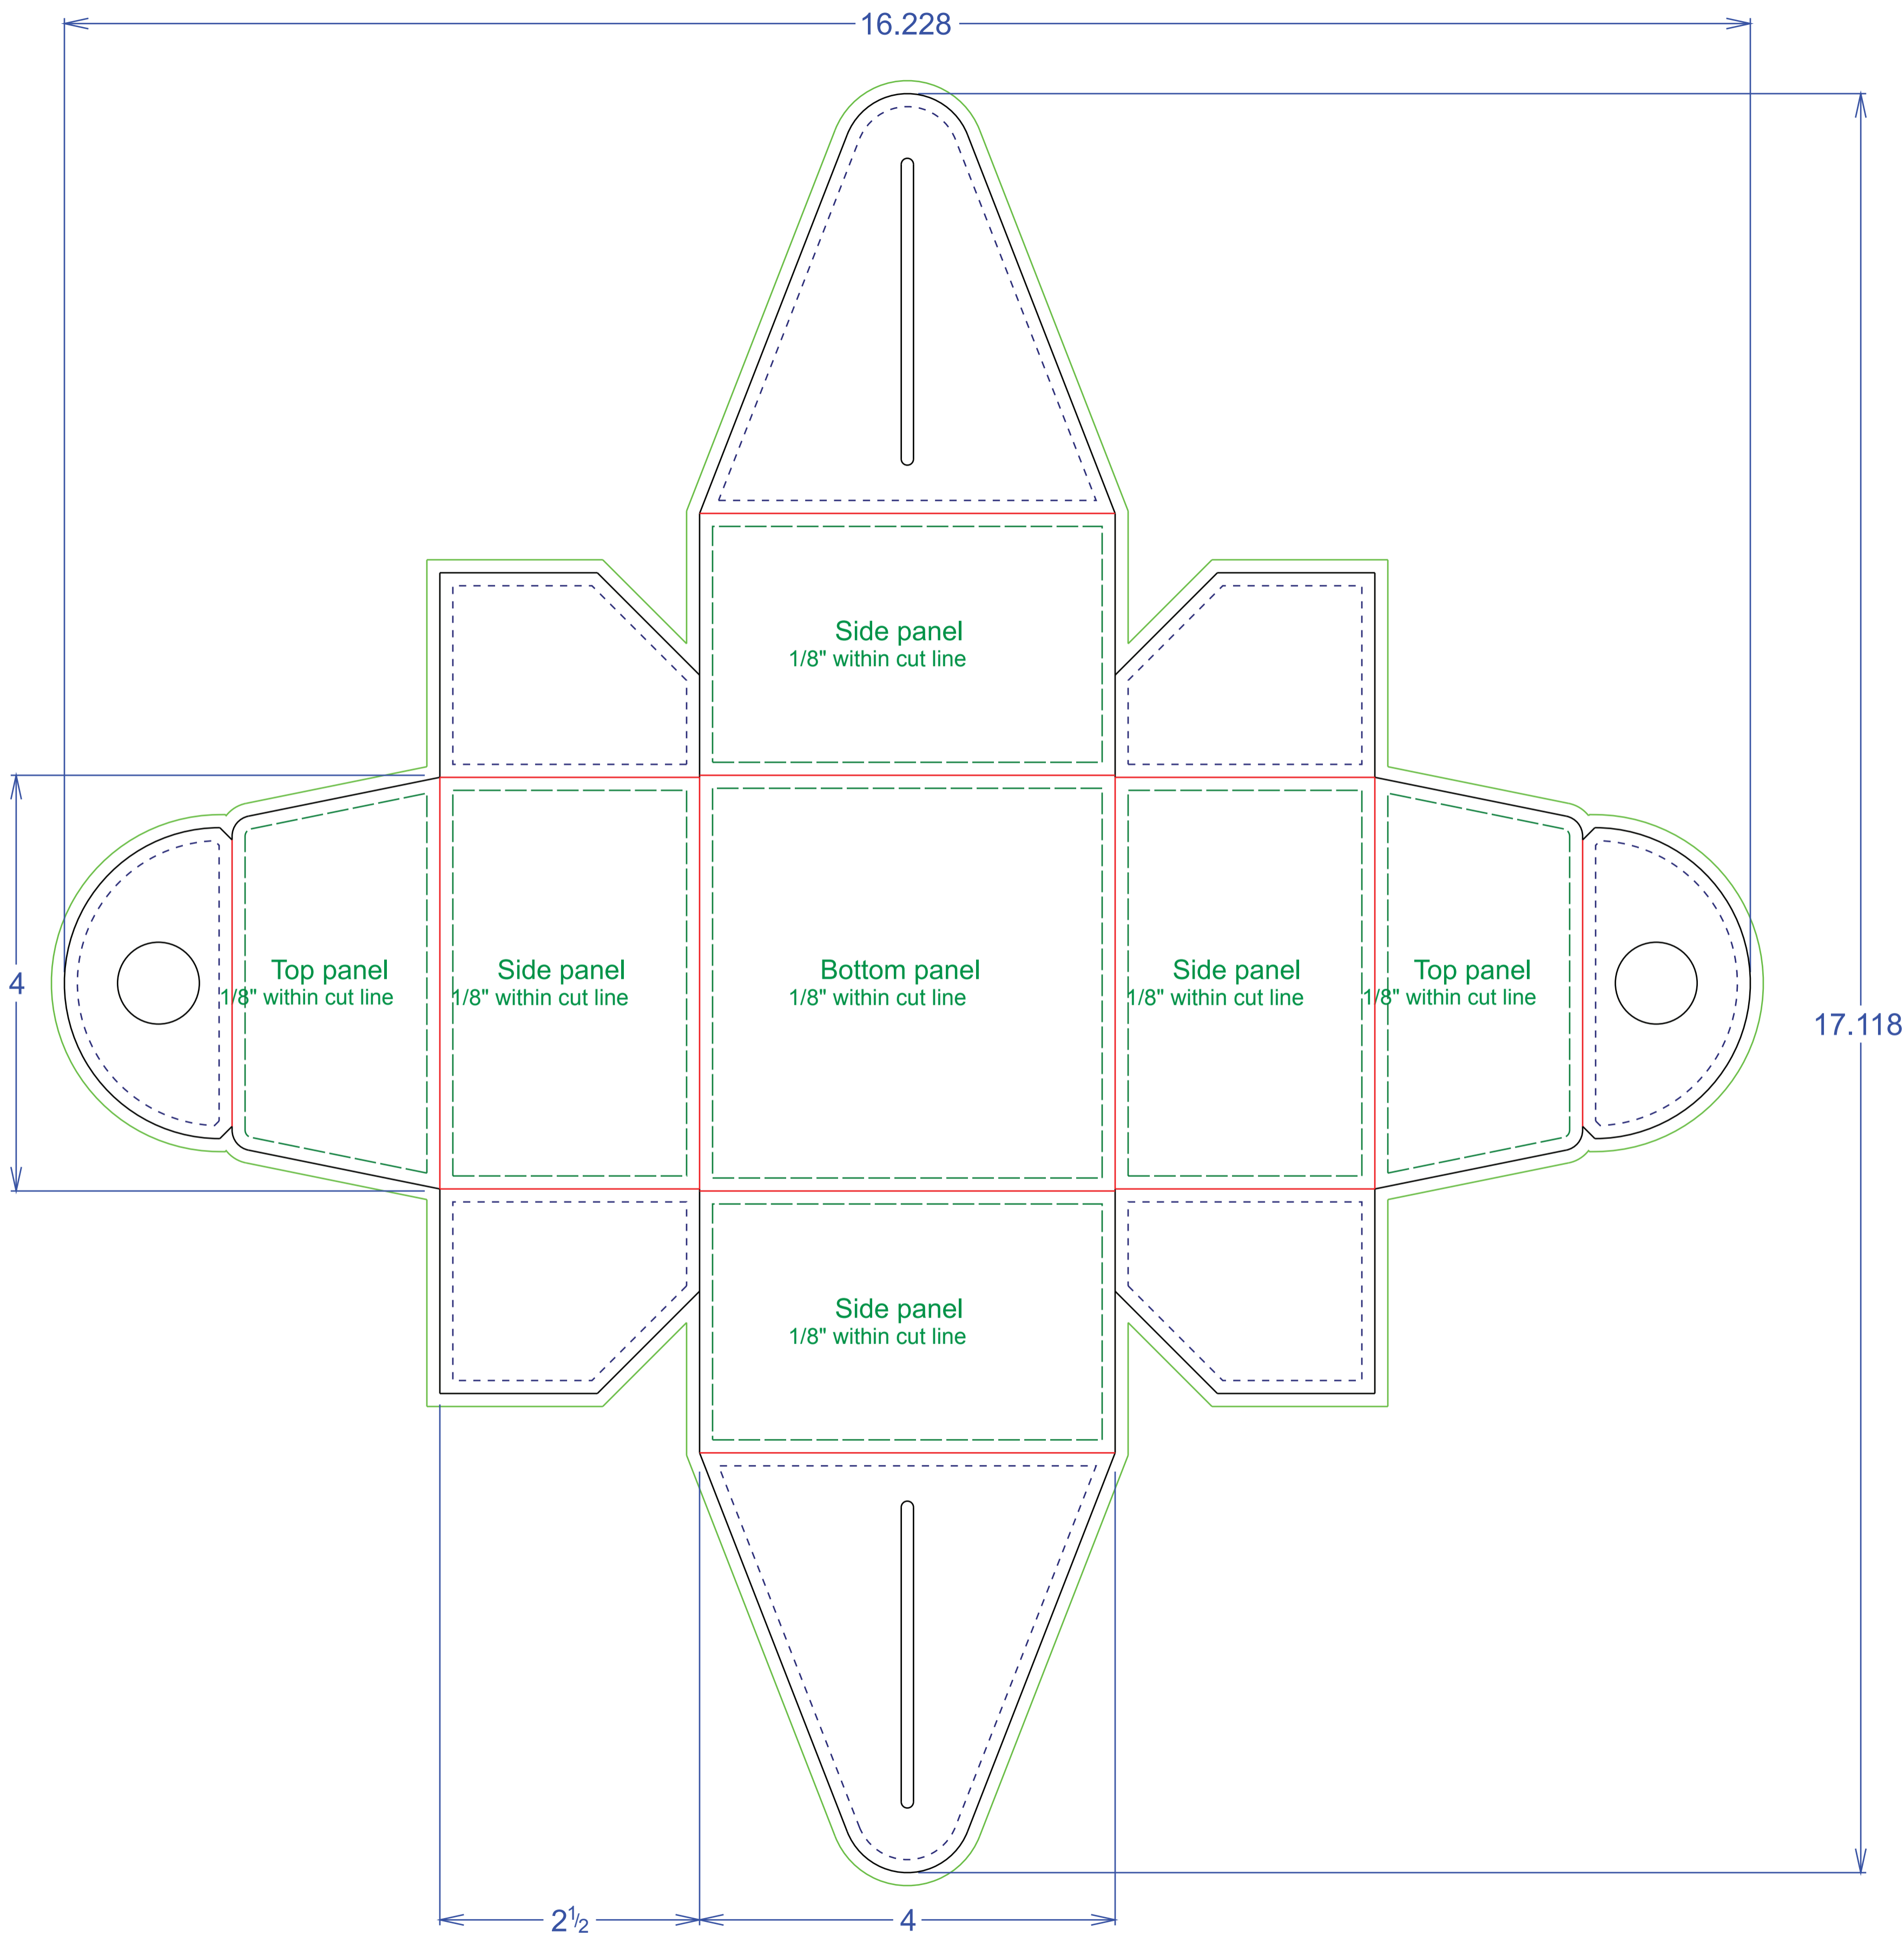 16.228
Side panel
1/8" within cut line
Top panel
1/8" within cut line
Side panel
1/8" within cut line
Bottom panel
1/8" within cut line
Side panel
1/8" within cut line
Top panel
1/8" within cut line
4
17.118
Side panel
1/8" within cut line
2 1/2
4